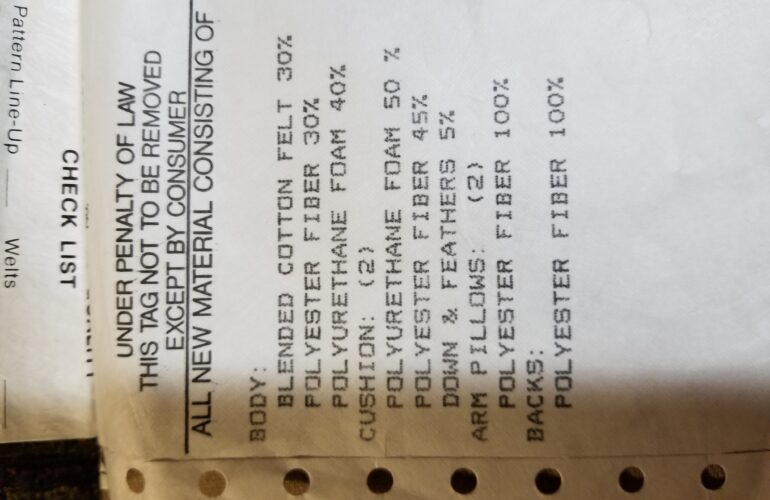 Pattern Line-Up
Welts
CHECK LIST
UNDER PENALTY OF LAW
THIS TAG NOT TO BE REMOVED
EXCEPT BY CONSUMER
ALL NEW MATERIAL CONSISTING OF
BODY:
BLENDED COTTON FELT 30%
POLYESTER FIBER 30%
POLYURETHANE FOAM 40%
CUSHION: (2)
POLYURETHANE FOAM 50 %
POLYESTER FIBER 45%
DOWN & FEATHERS 5%
ARM PILLOWS: (2)
POLYESTER FIBER 100%
BACKS:
POLYESTER FIBER 100%